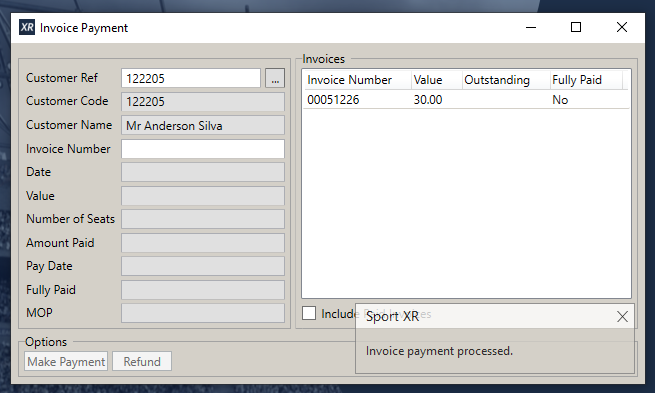 XR Invoice Payment
Invoices
Customer Ref 122205 ...
Customer Code 122205
Customer Name Mr Anderson Silva
Invoice Number
Date
Value
Number of Seats
Amount Paid
Pay Date
Fully Paid
MOP
Invoice Number Value Outstanding Fully Paid
00051226 30.00 No
Include
Sport XR
Invoice payment processed.
Options
Make Payment Refund